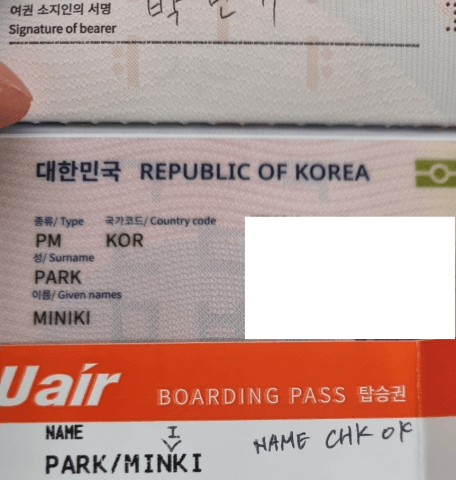 여권 소지인의 서명
Signature of bearer
대한민국 REPUBLIC OF KOREA
종류/ Type 국가코드/ Country code
PM KOR
성/ Surname
PARK
이름/ Given names
MINIKI
Uair BOARDING PASS 탑승권
NAME I NAME CHK OK
PARK/MINKI